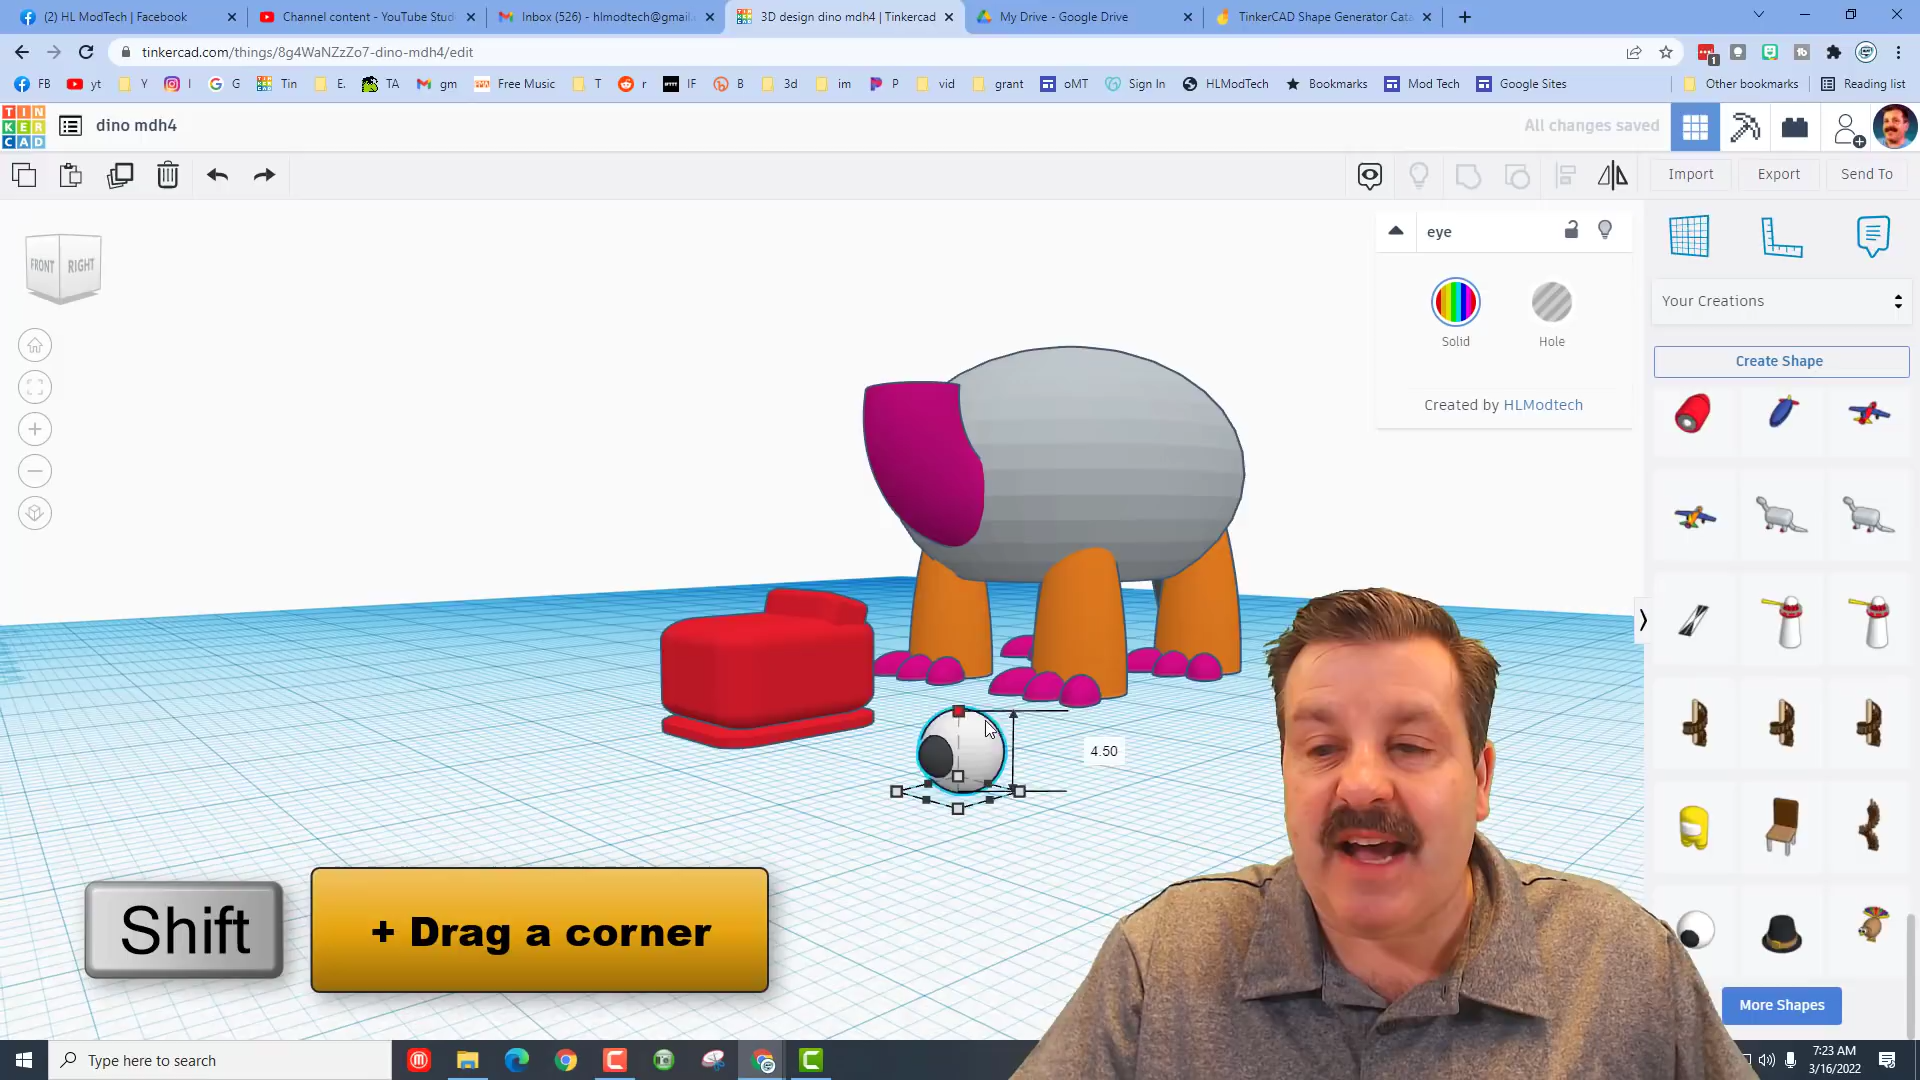 (2) HL ModTech | Facebook
Channel content - YouTube Stud
Inbox (526) - hlmodtech@gmail
3D design dino mdh4 | Tinkercad
My Drive - Google Drive
TinkerCAD Shape Generator Cata
tinkercad.com/things/8g4WaNZzZo7-dino-mdh4/edit
1
FB yt Y I G Tin E. TA gm Free Music T r IF B 3d im P vid grant oMT Sign In HLModTech Bookmarks Mod Tech Google Sites Other bookmarks Reading list
TIN
KER
CAD
dino mdh4
All changes saved
Import Export Send To
FRONT RIGHT
eye
Solid Hole
Created by HLModtech
Your Creations
Create Shape
4.50
Shift + Drag a corner
More Shapes
Type here to search
7:23 AM
3/16/2022